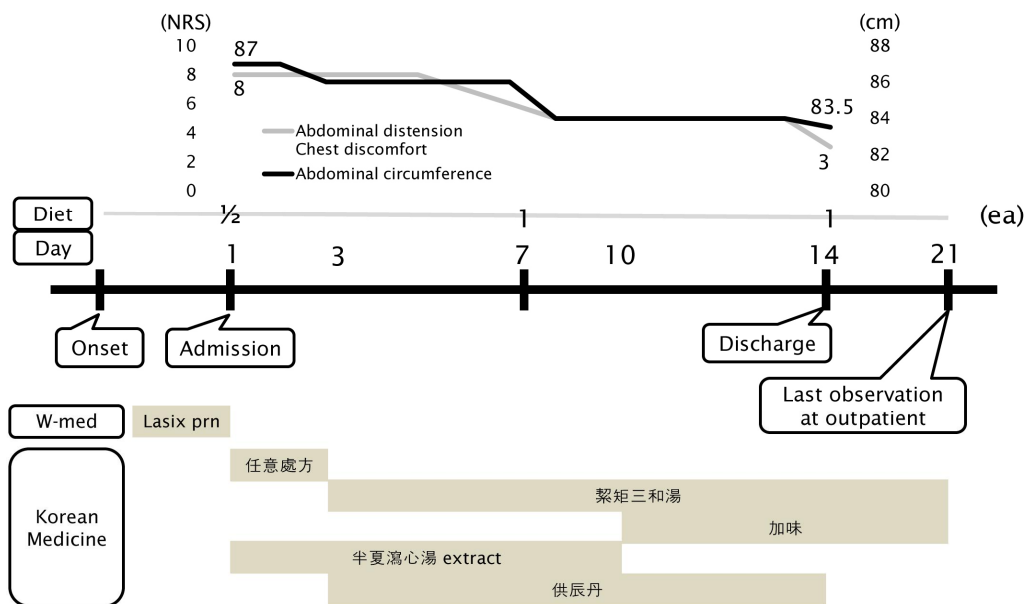 (NRS)
(cm)
10
8
6
4
2
0
87
8
83.5
3
88
86
84
82
80
Abdominal distension
Chest discomfort
Abdominal circumference
Diet
½
1
1
(ea)
Day
1
3
7
10
14
21
Onset
Admission
Discharge
Last observation
at outpatient
W-med
Lasix prn
Korean
Medicine
任意處方
絜矩三和湯
加味
半夏瀉心湯 extract
供辰丹